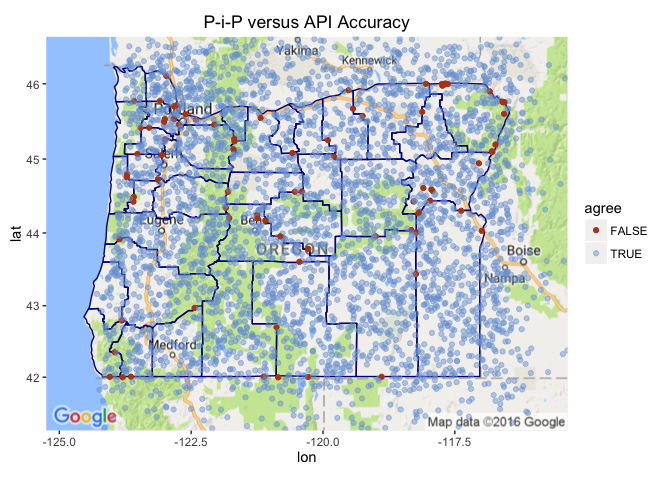 P-i-P versus API Accuracy
Yakima
Kennewick
Portland
Salem
Eugene
Bend
OREGON
Boise
Nampa
Medford
Google
Map data ©2016 Google
46
45
44
43
42
lat
-125.0
-122.5
-120.0
-117.5
lon
agree
FALSE
TRUE